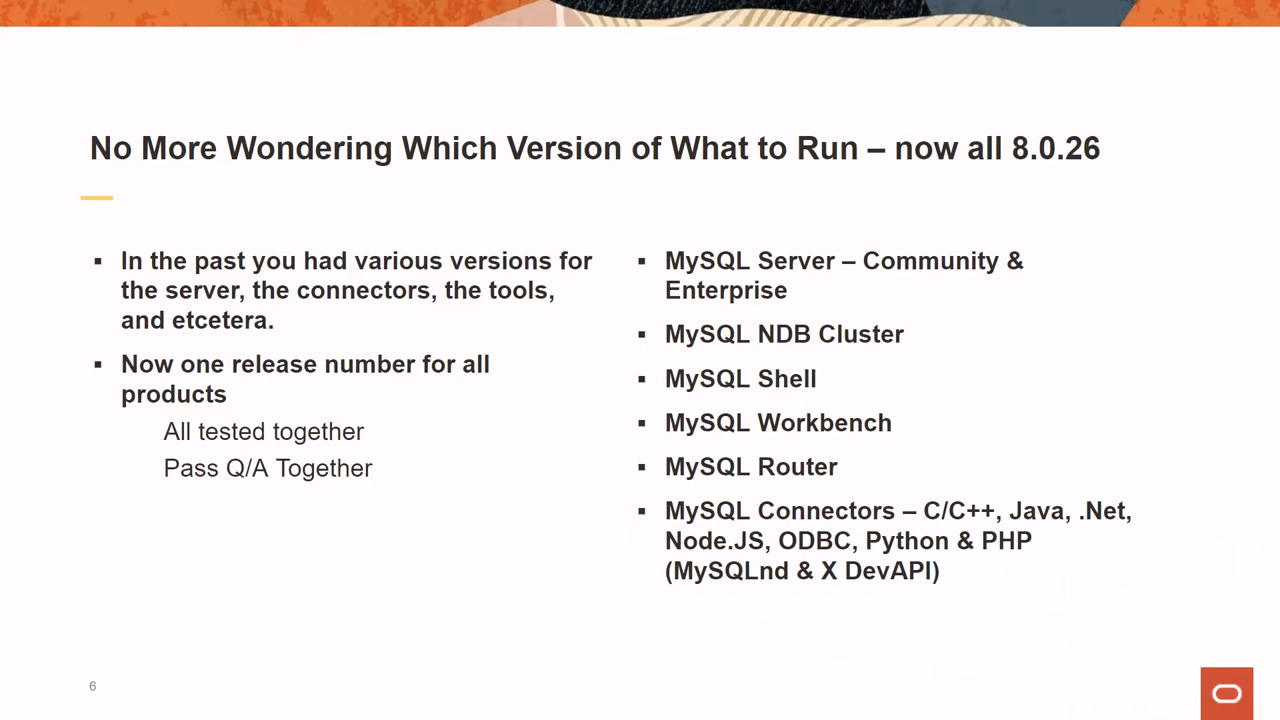 No More Wondering Which Version of What to Run – now all 8.0.26
▪ In the past you had various versions for
the server, the connectors, the tools,
and etcetera.
▪ Now one release number for all
products
All tested together
Pass Q/A Together
▪ MySQL Server – Community &
Enterprise
▪ MySQL NDB Cluster
▪ MySQL Shell
▪ MySQL Workbench
▪ MySQL Router
▪ MySQL Connectors – C/C++, Java, .Net,
Node.JS, ODBC, Python & PHP
(MySQLnd & X DevAPI)
6